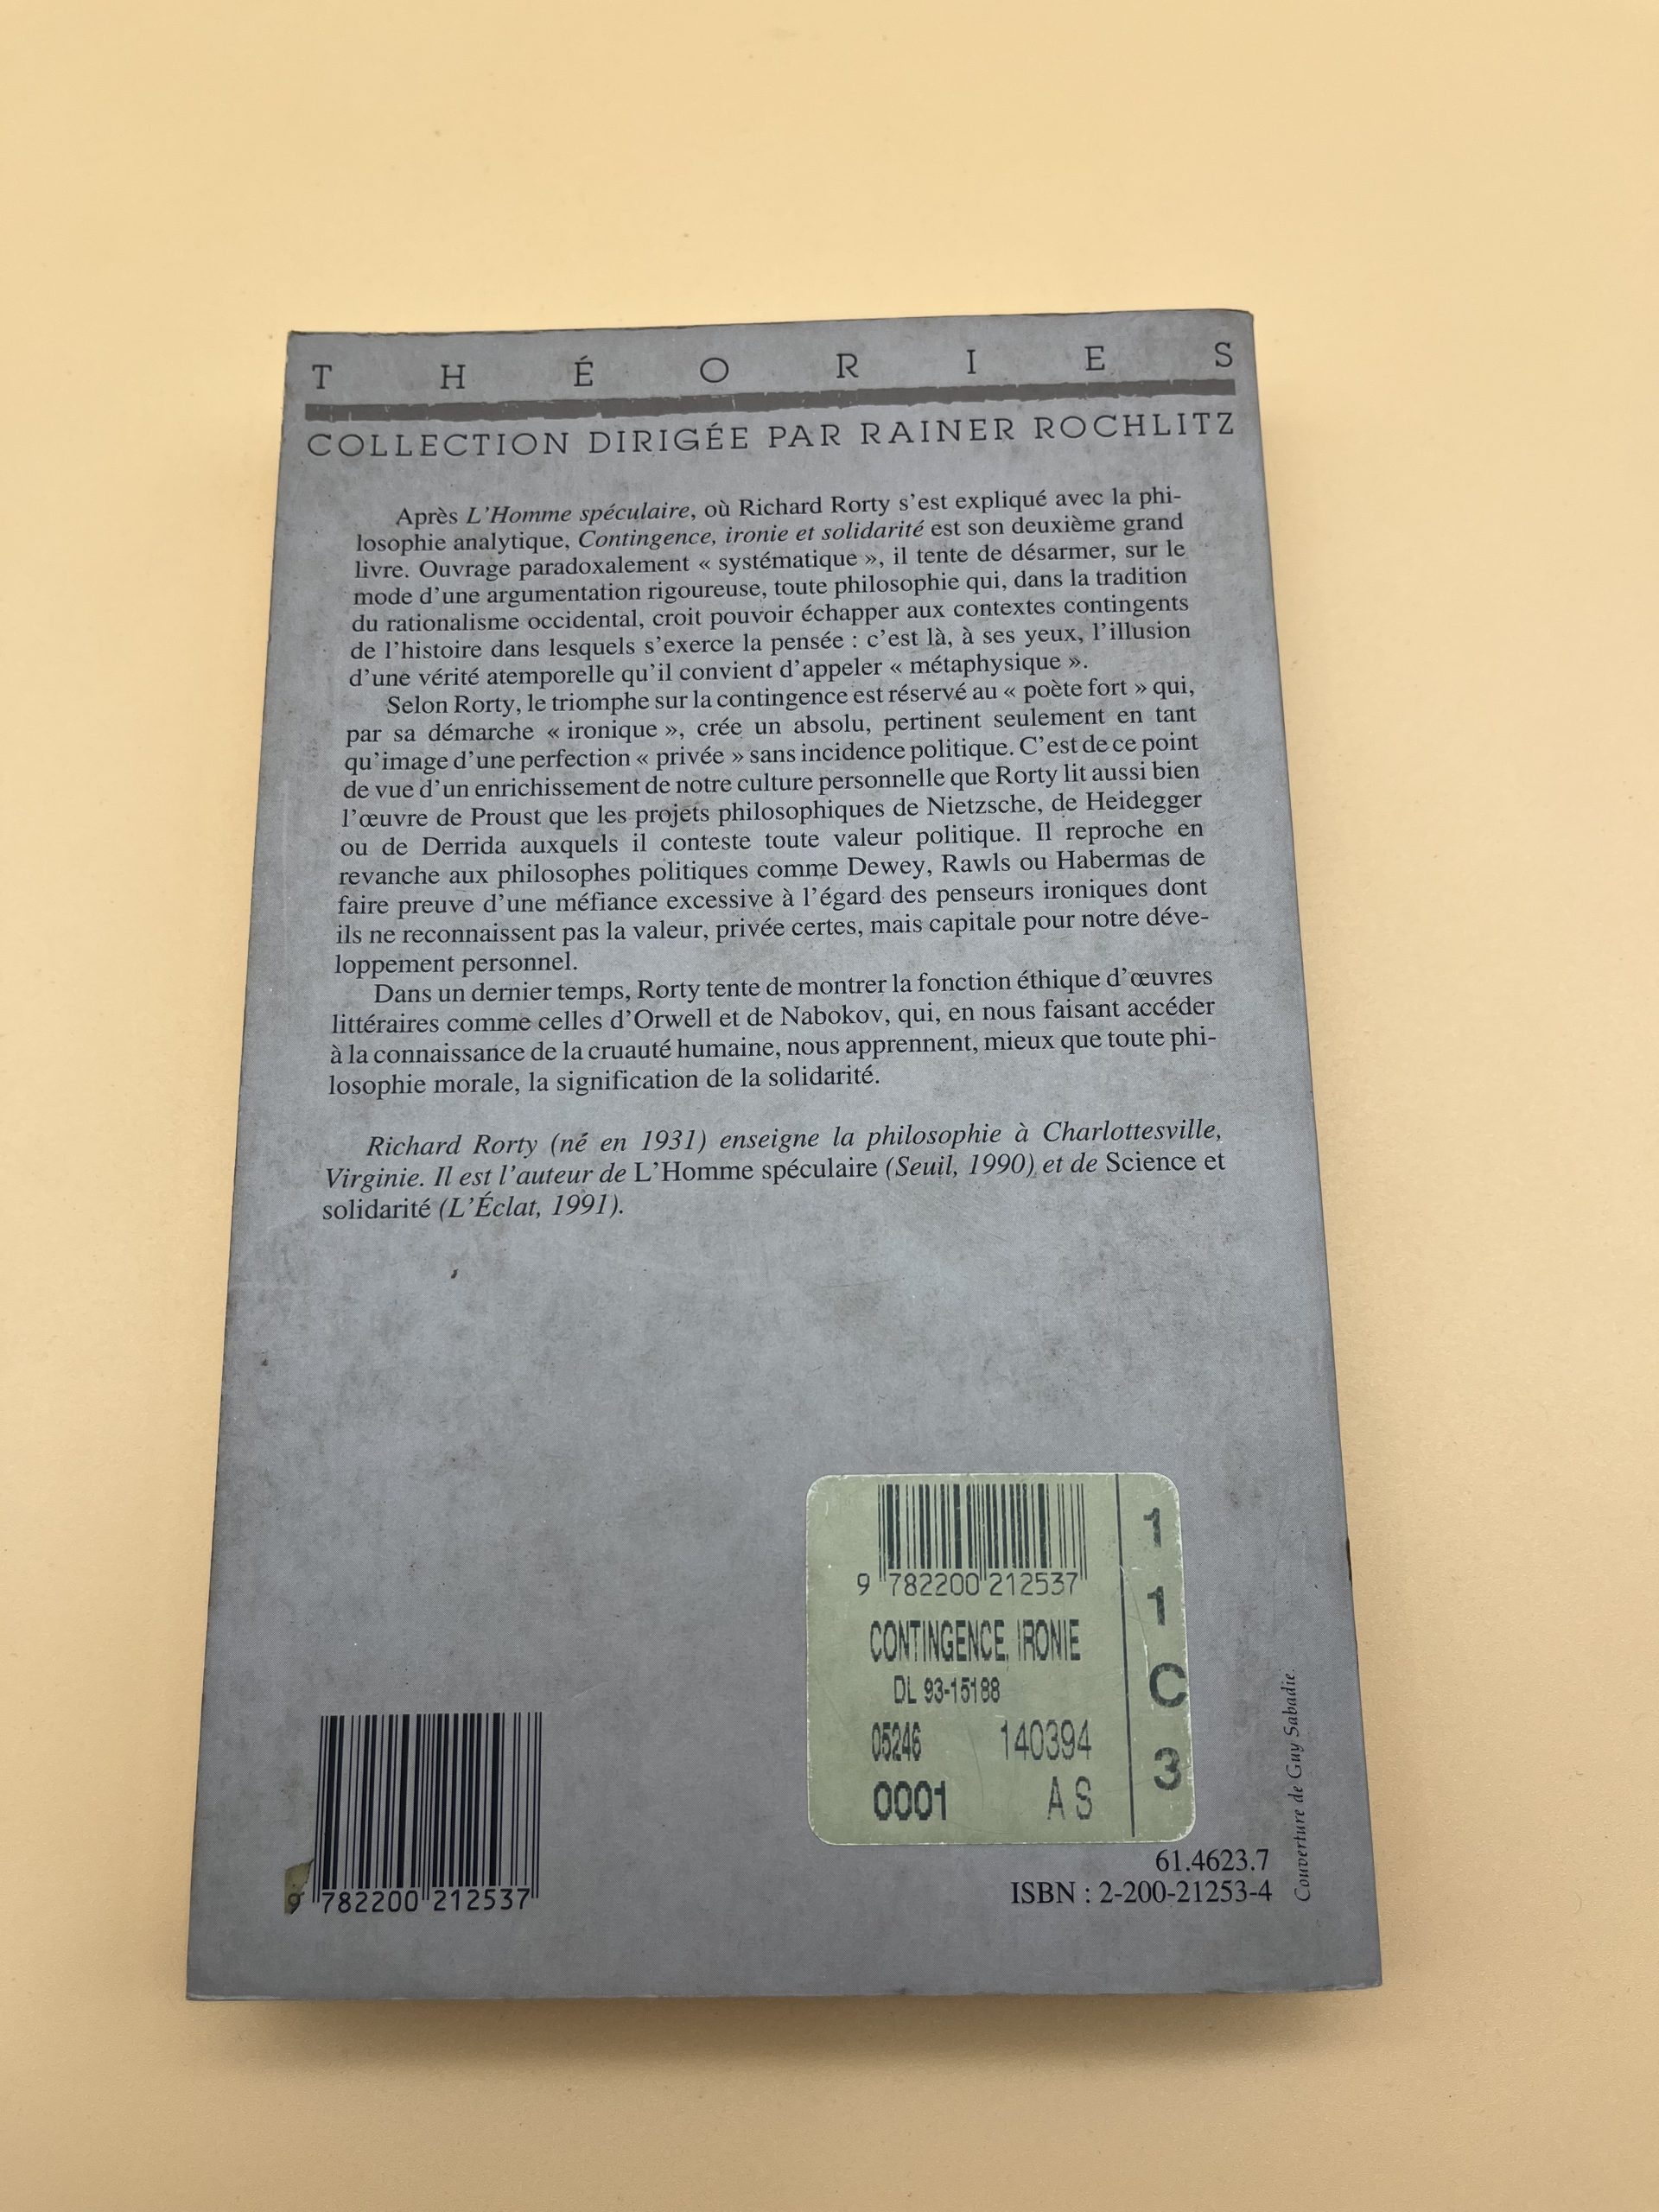 THÉORIES
COLLECTION DIRIGÉE PAR RAINER ROCHLITZ
Après L'Homme spéculaire, où Richard Rorty s'est expliqué avec la phi-
losophie analytique, Contingence, ironie et solidarité est son deuxième grand
livre. Ouvrage paradoxalement « systématique », il tente de désarmer, sur le
mode d'une argumentation rigoureuse, toute philosophie qui, dans la tradition
du rationalisme occidental, croit pouvoir échapper aux contextes contingents
de l'histoire dans lesquels s'exerce la pensée : c'est là, à ses yeux, l'illusion
d'une vérité atemporelle qu'il convient d'appeler « métaphysique ».
Selon Rorty, le triomphe sur la contingence est réservé au « poète fort » qui,
par sa démarche « ironique », crée un absolu, pertinent seulement en tant
qu'image d'une perfection « privée » sans incidence politique. C'est de ce point
de vue d'un enrichissement de notre culture personnelle que Rorty lit aussi bien
l'œuvre de Proust que les projets philosophiques de Nietzsche, de Heidegger
ou de Derrida auxquels il conteste toute valeur politique. Il reproche en
revanche aux philosophes politiques comme Dewey, Rawls ou Habermas de
faire preuve d'une méfiance excessive à l'égard des penseurs ironiques dont
ils ne reconnaissent pas la valeur, privée certes, mais capitale pour notre déve-
loppement personnel.
Dans un dernier temps, Rorty tente de montrer la fonction éthique d'œuvres
littéraires comme celles d'Orwell et de Nabokov, qui, en nous faisant accéder
à la connaissance de la cruauté humaine, nous apprennent, mieux que toute phi-
losophie morale, la signification de la solidarité.
Richard Rorty (né en 1931) enseigne la philosophie à Charlottesville,
Virginie. Il est l'auteur de L'Homme spéculaire (Seuil, 1990) et de Science et
solidarité (L'Éclat, 1991).
9 782200 212537
CONTINGENCE, IRONIE
DL 93-15188
05246 140394
0001 AS
11C3
9 782200 212537
61.4623.7
ISBN : 2-200-21253-4
Couverture de Guy Sabadie.